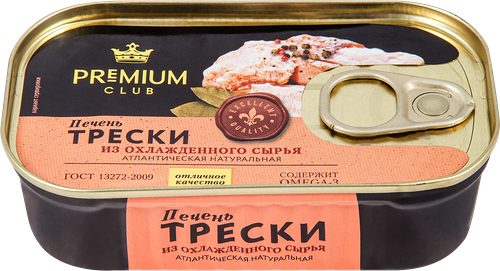 PREMIUM
CLUB
EXCELLENT
QUALITY
Печень
ТРЕСКИ
ИЗ ОХЛАЖДЕННОГО СЫРЬЯ
АТЛАНТИЧЕСКАЯ НАТУРАЛЬНАЯ
ГОСТ 13272-2009
отличное
качество
СОДЕРЖИТ
OMEGA-3
Печень
ТРЕСКИ
ИЗ ОХЛАЖДЕННОГО СЫРЬЯ
АТЛАНТИЧЕСКАЯ НАТУРАЛЬНАЯ